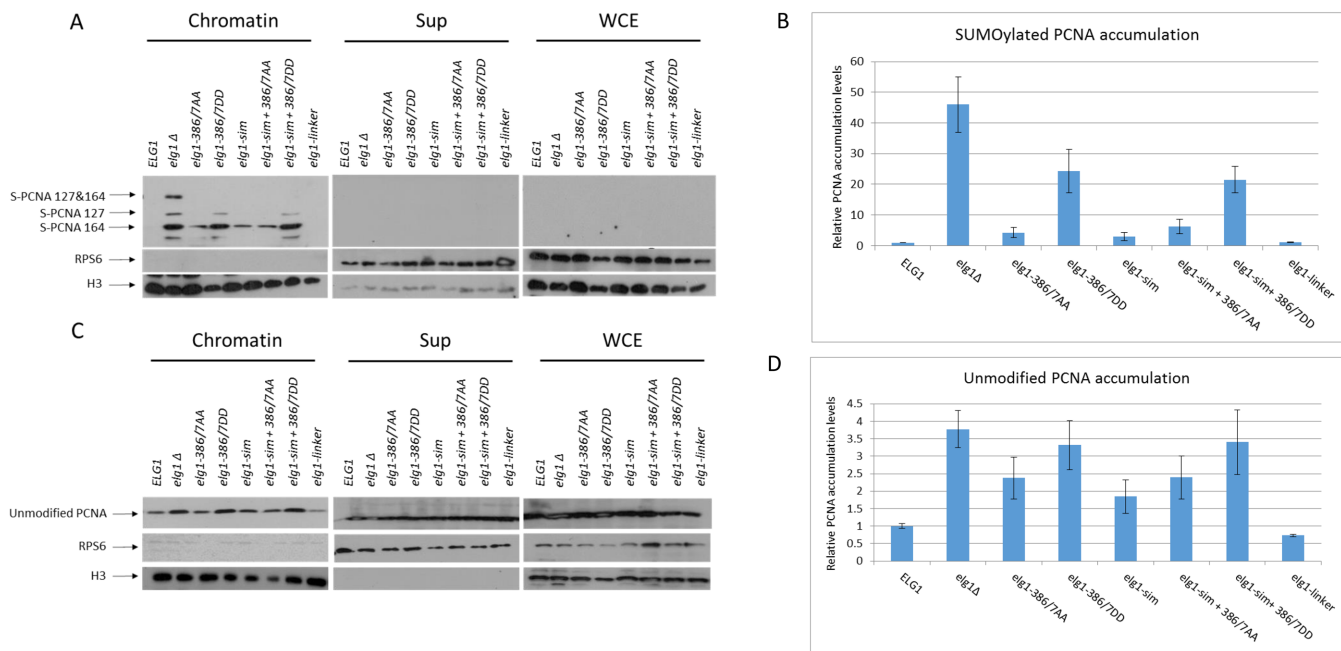 A
Chromatin
Sup
WCE
ELG1
elg1 Δ
elg1-386/7AA
elg1-386/7DD
elg1-sim
elg1-sim + 386/7AA
elg1-sim + 386/7DD
elg1-linker
ELG1
elg1 Δ
elg1-386/7AA
elg1-386/7DD
elg1-sim
elg1-sim + 386/7AA
elg1-sim + 386/7DD
elg1-linker
ELG1
elg1 Δ
elg1-386/7AA
elg1-386/7DD
elg1-sim
elg1-sim + 386/7AA
elg1-sim + 386/7DD
elg1-linker
S-PCNA 127&164
S-PCNA 127
S-PCNA 164
RPS6
H3
B
SUMOylated PCNA accumulation
Relative PCNA accumulation levels
60
50
40
30
20
10
0
ELG1
elg1Δ
elg1-386/7AA
elg1-386/7DD
elg1-sim
elg1-sim + 386/7AA
elg1-sim+ 386/7DD
elg1-linker
C
Chromatin
Sup
WCE
ELG1
elg1 Δ
elg1-386/7AA
elg1-386/7DD
elg1-sim
elg1-sim + 386/7AA
elg1-sim + 386/7DD
elg1-linker
ELG1
elg1 Δ
elg1-386/7AA
elg1-386/7DD
elg1-sim
elg1-sim + 386/7AA
elg1-sim + 386/7DD
elg1-linker
ELG1
elg1 Δ
elg1-386/7AA
elg1-386/7DD
elg1-sim
elg1-sim + 386/7AA
elg1-sim + 386/7DD
elg1-linker
Unmodified PCNA
RPS6
H3
D
Unmodified PCNA accumulation
Relative PCNA accumulation levels
4.5
4
3.5
3
2.5
2
1.5
1
0.5
0
ELG1
elg1Δ
elg1-386/7AA
elg1-386/7DD
elg1-sim
elg1-sim + 386/7AA
elg1-sim+ 386/7DD
elg1-linker